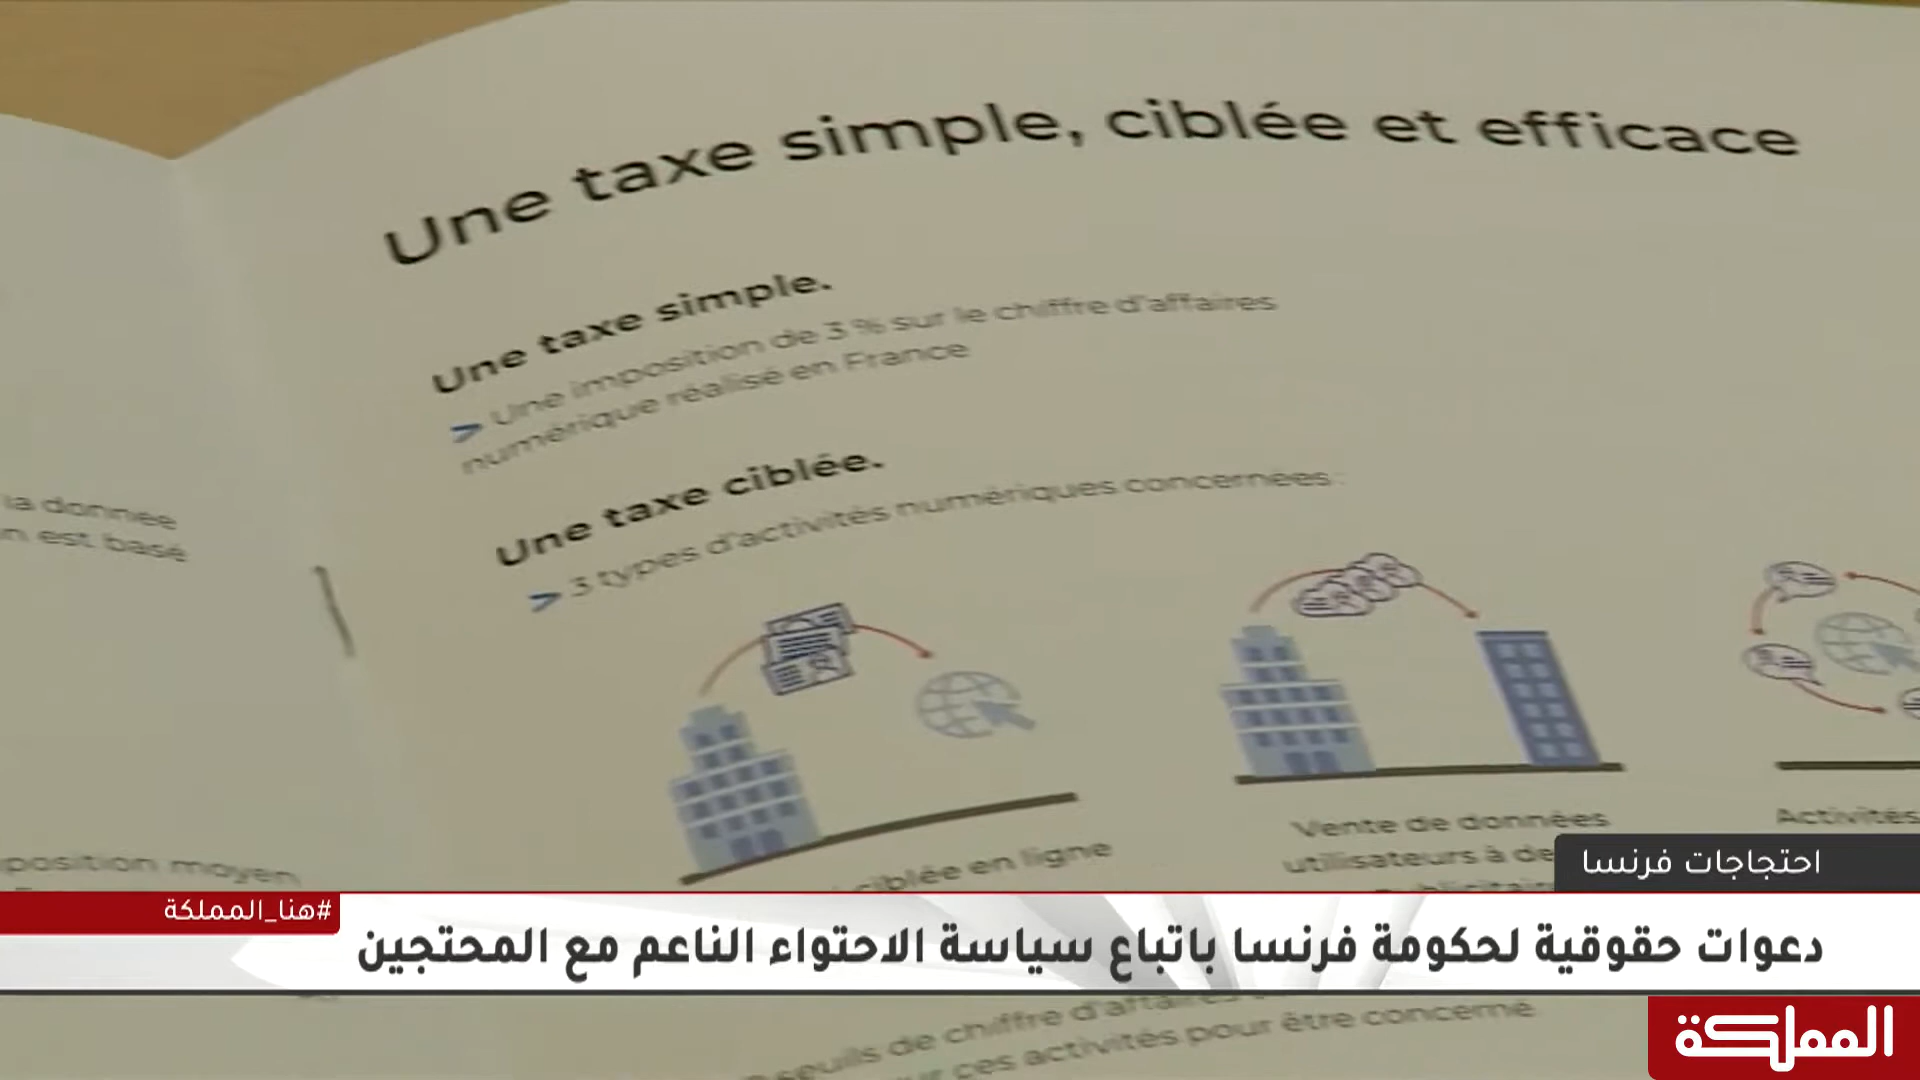 Une taxe simple, ciblée et efficace
Une taxe simple.
> Une imposition de 3 % sur le chiffre d'affaires
numérique réalisé en France
Une taxe ciblée.
> 3 types d'activités numériques concernées :
la donnée
est basé
moyen
ciblée en ligne
Vente de données
utilisateurs à
Activités
احتجاجات فرنسا
#هنا_المملكة
دعوات حقوقية لحكومة فرنسا باتباع سياسة الاحتواء الناعم مع المحتجين
seuils de chiffre d'affaires
ces activités pour être concerné
المملكة